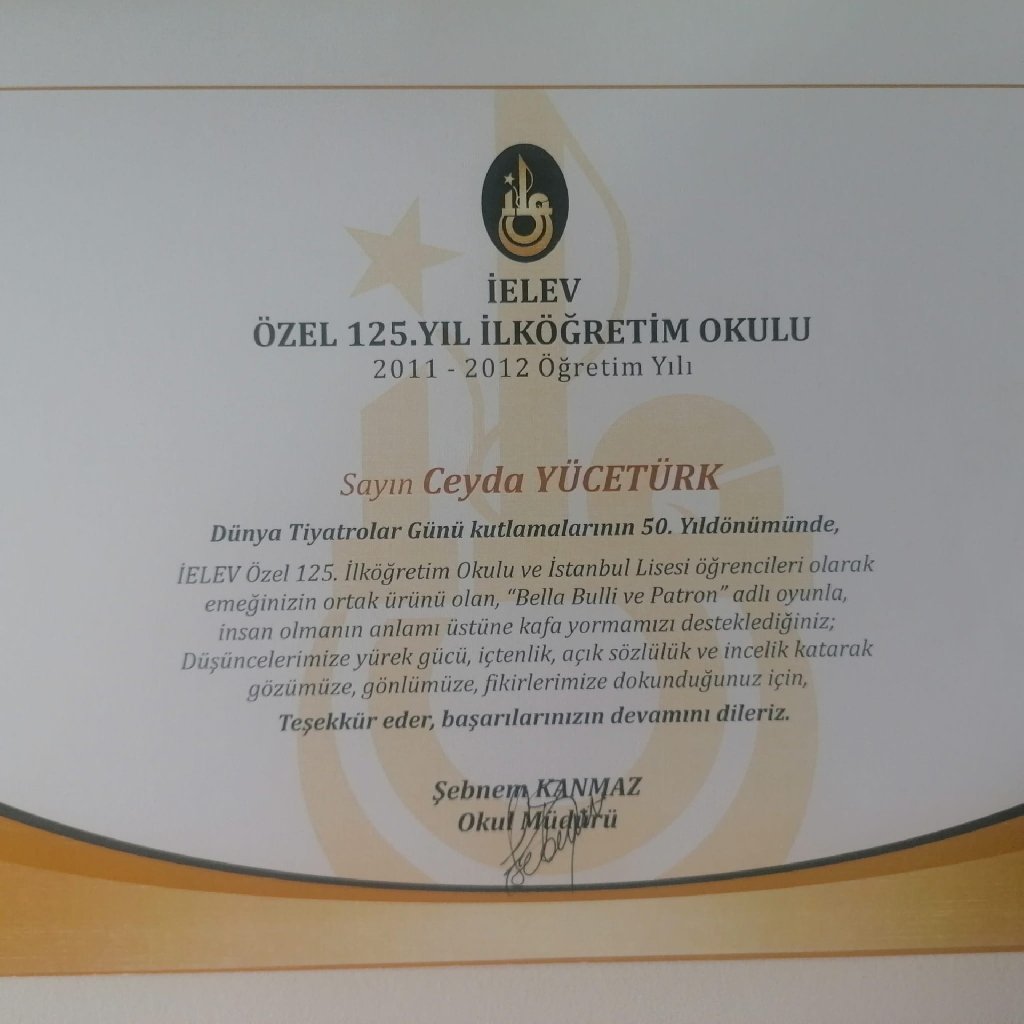 İELEV
ÖZEL 125.YIL İLKÖĞRETİM OKULU
2011 - 2012 Öğretim Yılı
Sayın Ceyda YÜCETÜRK
Dünya Tiyatrolar Günü kutlamalarının 50. Yıldönümünde,
İELEV Özel 125. İlköğretim Okulu ve İstanbul Lisesi öğrencileri olarak
emeğinizin ortak ürünü olan, “Bella Bulli ve Patron” adlı oyunla,
insan olmanın anlamı üstüne kafa yormamızı desteklediğiniz;
Düşüncelerimize yürek gücü, içtenlik, açık sözlülük ve incelik katarak
gözümüze, gönlümüze, fikirlerimize dokunduğunuz için,
Teşekkür eder, başarılarınızın devamını dileriz.
Şebnem KANMAZ
Okul Müdürü